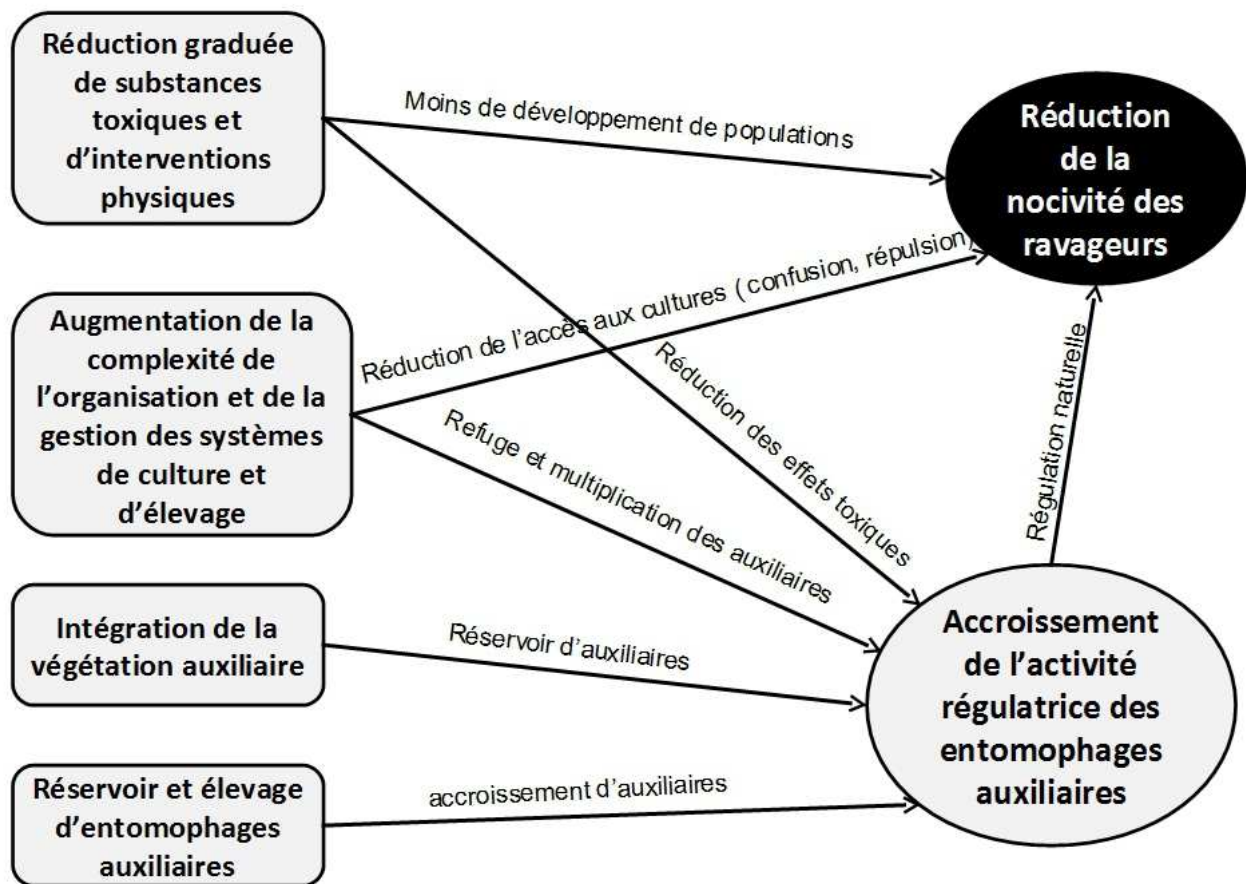 Réduction graduée
de substances
toxiques et
d'interventions
physiques
Moins de développement de populations
Réduction
de la
nocivité des
ravageurs
Augmentation de la
complexité de
l'organisation et de la
gestion des systèmes
de culture et
d'élevage
Réduction de l'accès aux cultures ( confusion, répulsion)
Réduction des effets toxiques
Refuge et multiplication des auxiliaires
Régulation naturelle
Intégration de la
végétation auxiliaire
Réservoir d'auxiliaires
Accroissement
de l'activité
régulatrice des
entomophages
auxiliaires
Réservoir et élevage
d'entomophages
auxiliaires
accroissement d'auxiliaires